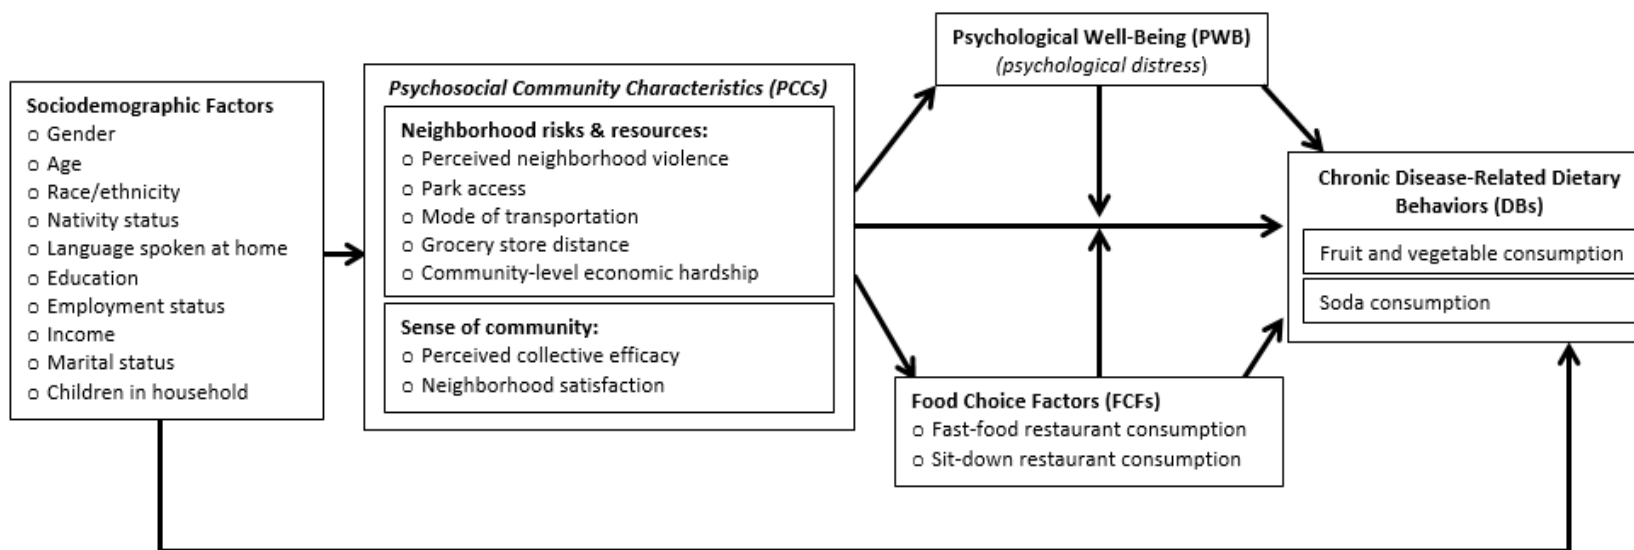 Sociodemographic Factors
o Gender
o Age
o Race/ethnicity
o Nativity status
o Language spoken at home
o Education
o Employment status
o Income
o Marital status
o Children in household
Psychosocial Community Characteristics (PCCs)
Neighborhood risks & resources:
o Perceived neighborhood violence
o Park access
o Mode of transportation
o Grocery store distance
o Community-level economic hardship
Sense of community:
o Perceived collective efficacy
o Neighborhood satisfaction
Psychological Well-Being (PWB)
(psychological distress)
Food Choice Factors (FCFs)
o Fast-food restaurant consumption
o Sit-down restaurant consumption
Chronic Disease-Related Dietary
Behaviors (DBs)
Fruit and vegetable consumption
Soda consumption